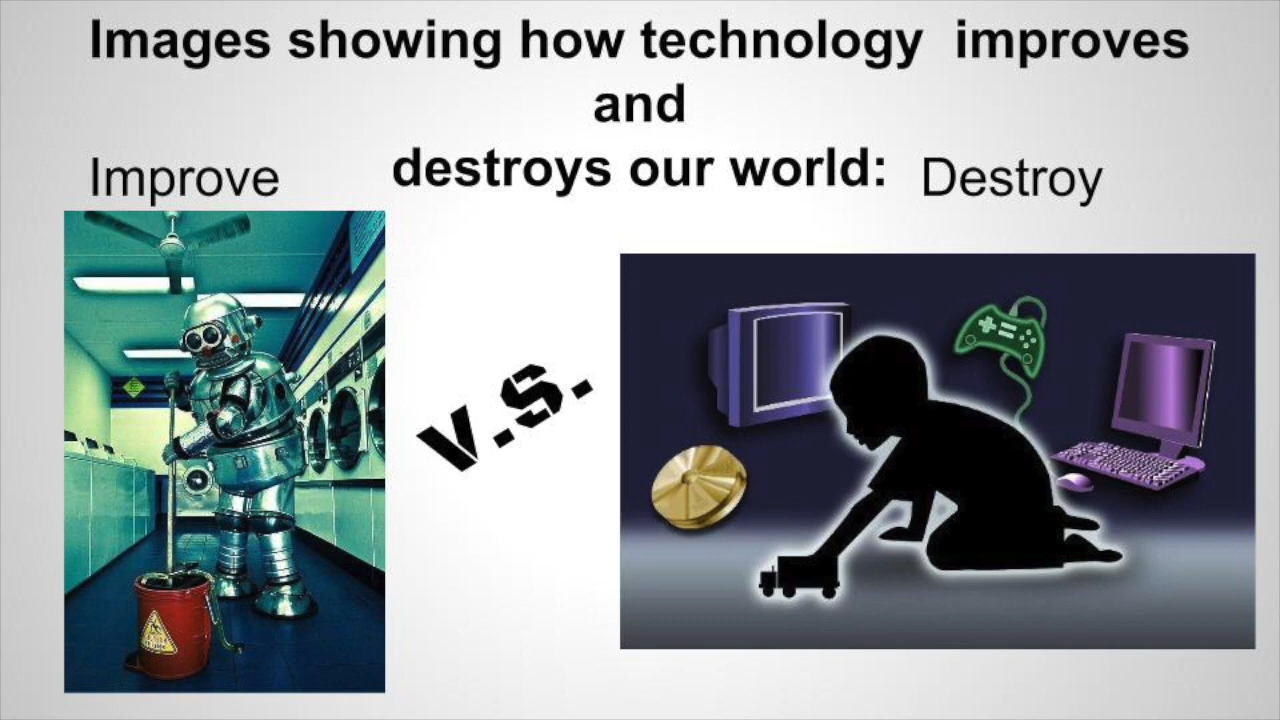 Images showing how technology improves
and
destroys our world:
Improve
Destroy
v.s.